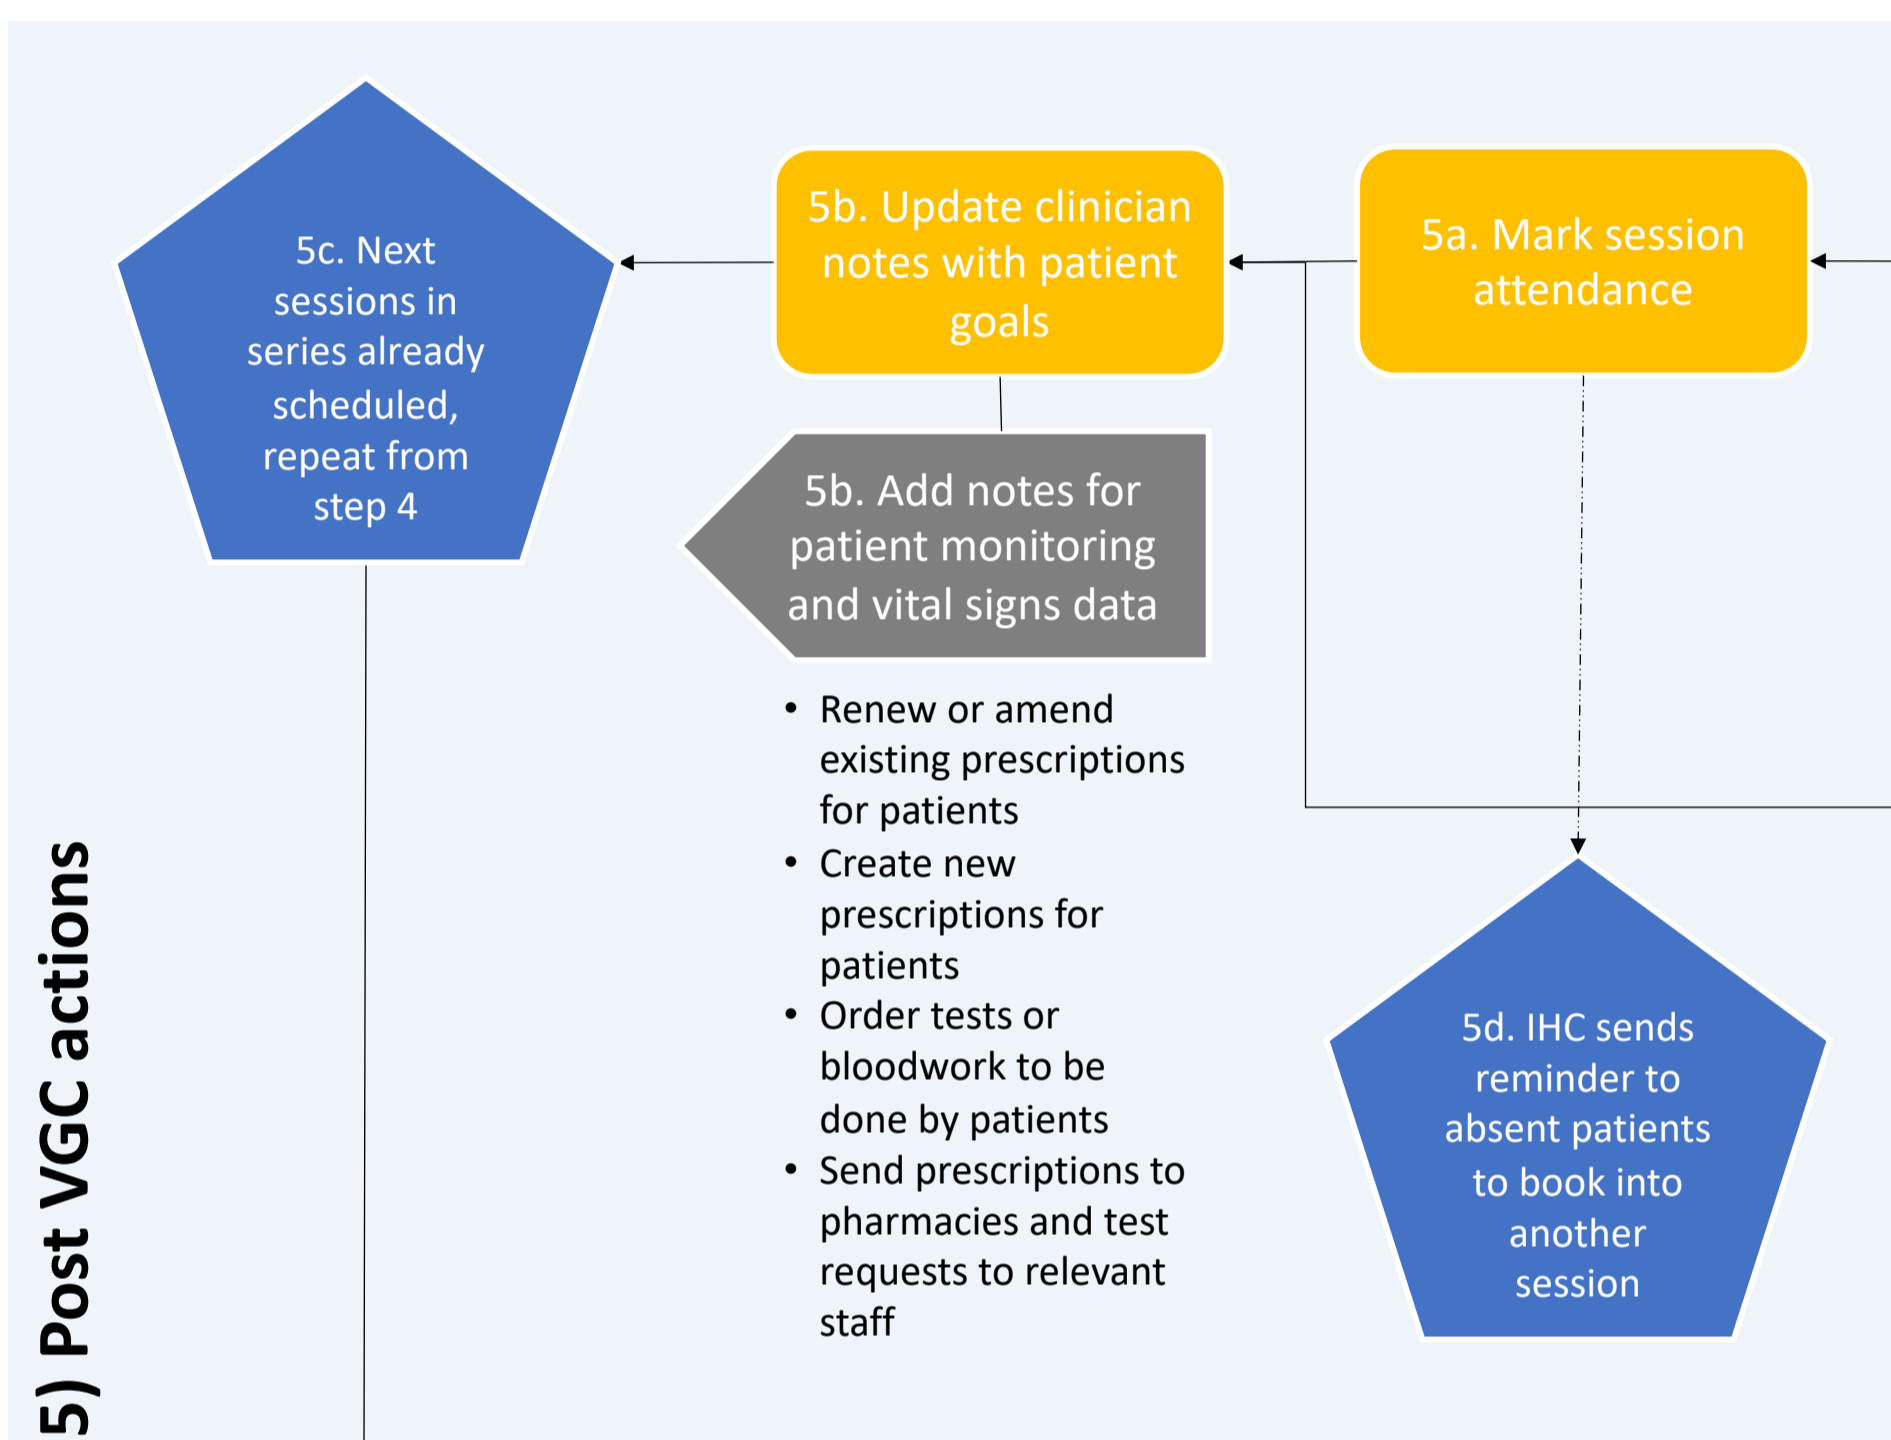 5) Post VGC actions
5c. Next
sessions in
series already
scheduled,
repeat from
step 4
5b. Update clinician
notes with patient
goals
5a. Mark session
attendance
5b. Add notes for
patient monitoring
and vital signs data
• Renew or amend
existing prescriptions
for patients
• Create new
prescriptions for
patients
• Order tests or
bloodwork to be
done by patients
• Send prescriptions to
pharmacies and test
requests to relevant
staff
5d. IHC sends
reminder to
absent patients
to book into
another
session